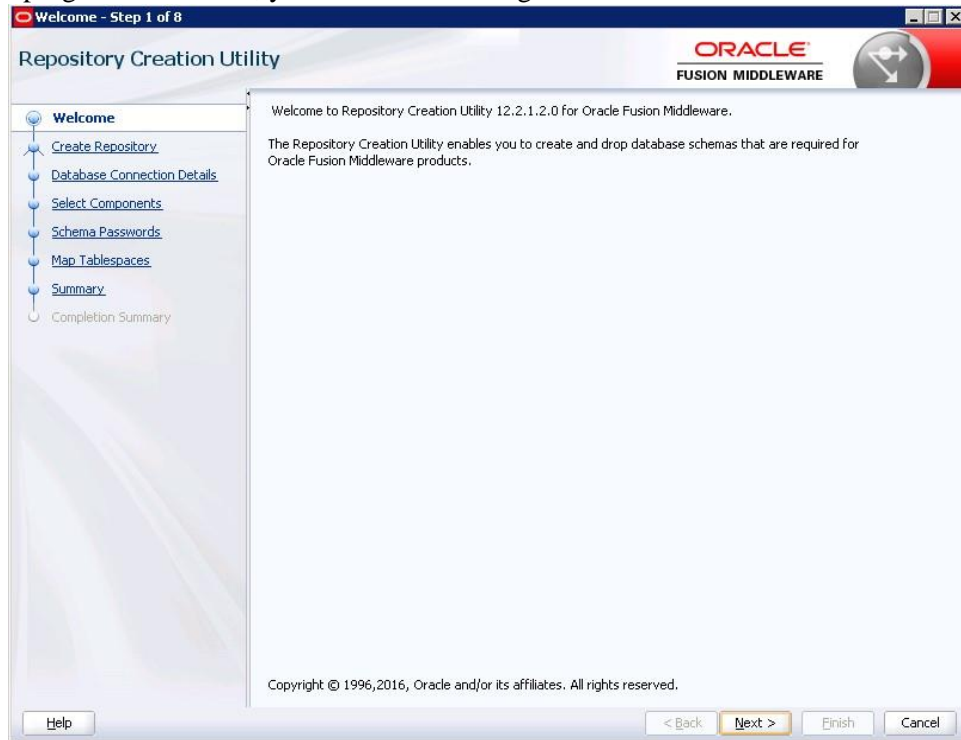 Welcome - Step 1 of 8
Repository Creation Utility
ORACLE
FUSION MIDDLEWARE
Welcome
Create Repository
Database Connection Details
Select Components
Schema Passwords
Map Tablespaces
Summary
Completion Summary
Welcome to Repository Creation Utility 12.2.1.2.0 for Oracle Fusion Middleware.
The Repository Creation Utility enables you to create and drop database schemas that are required for
Oracle Fusion Middleware products.
Copyright © 1996,2016, Oracle and/or its affiliates. All rights reserved.
Help
< Back
Next >
Finish
Cancel